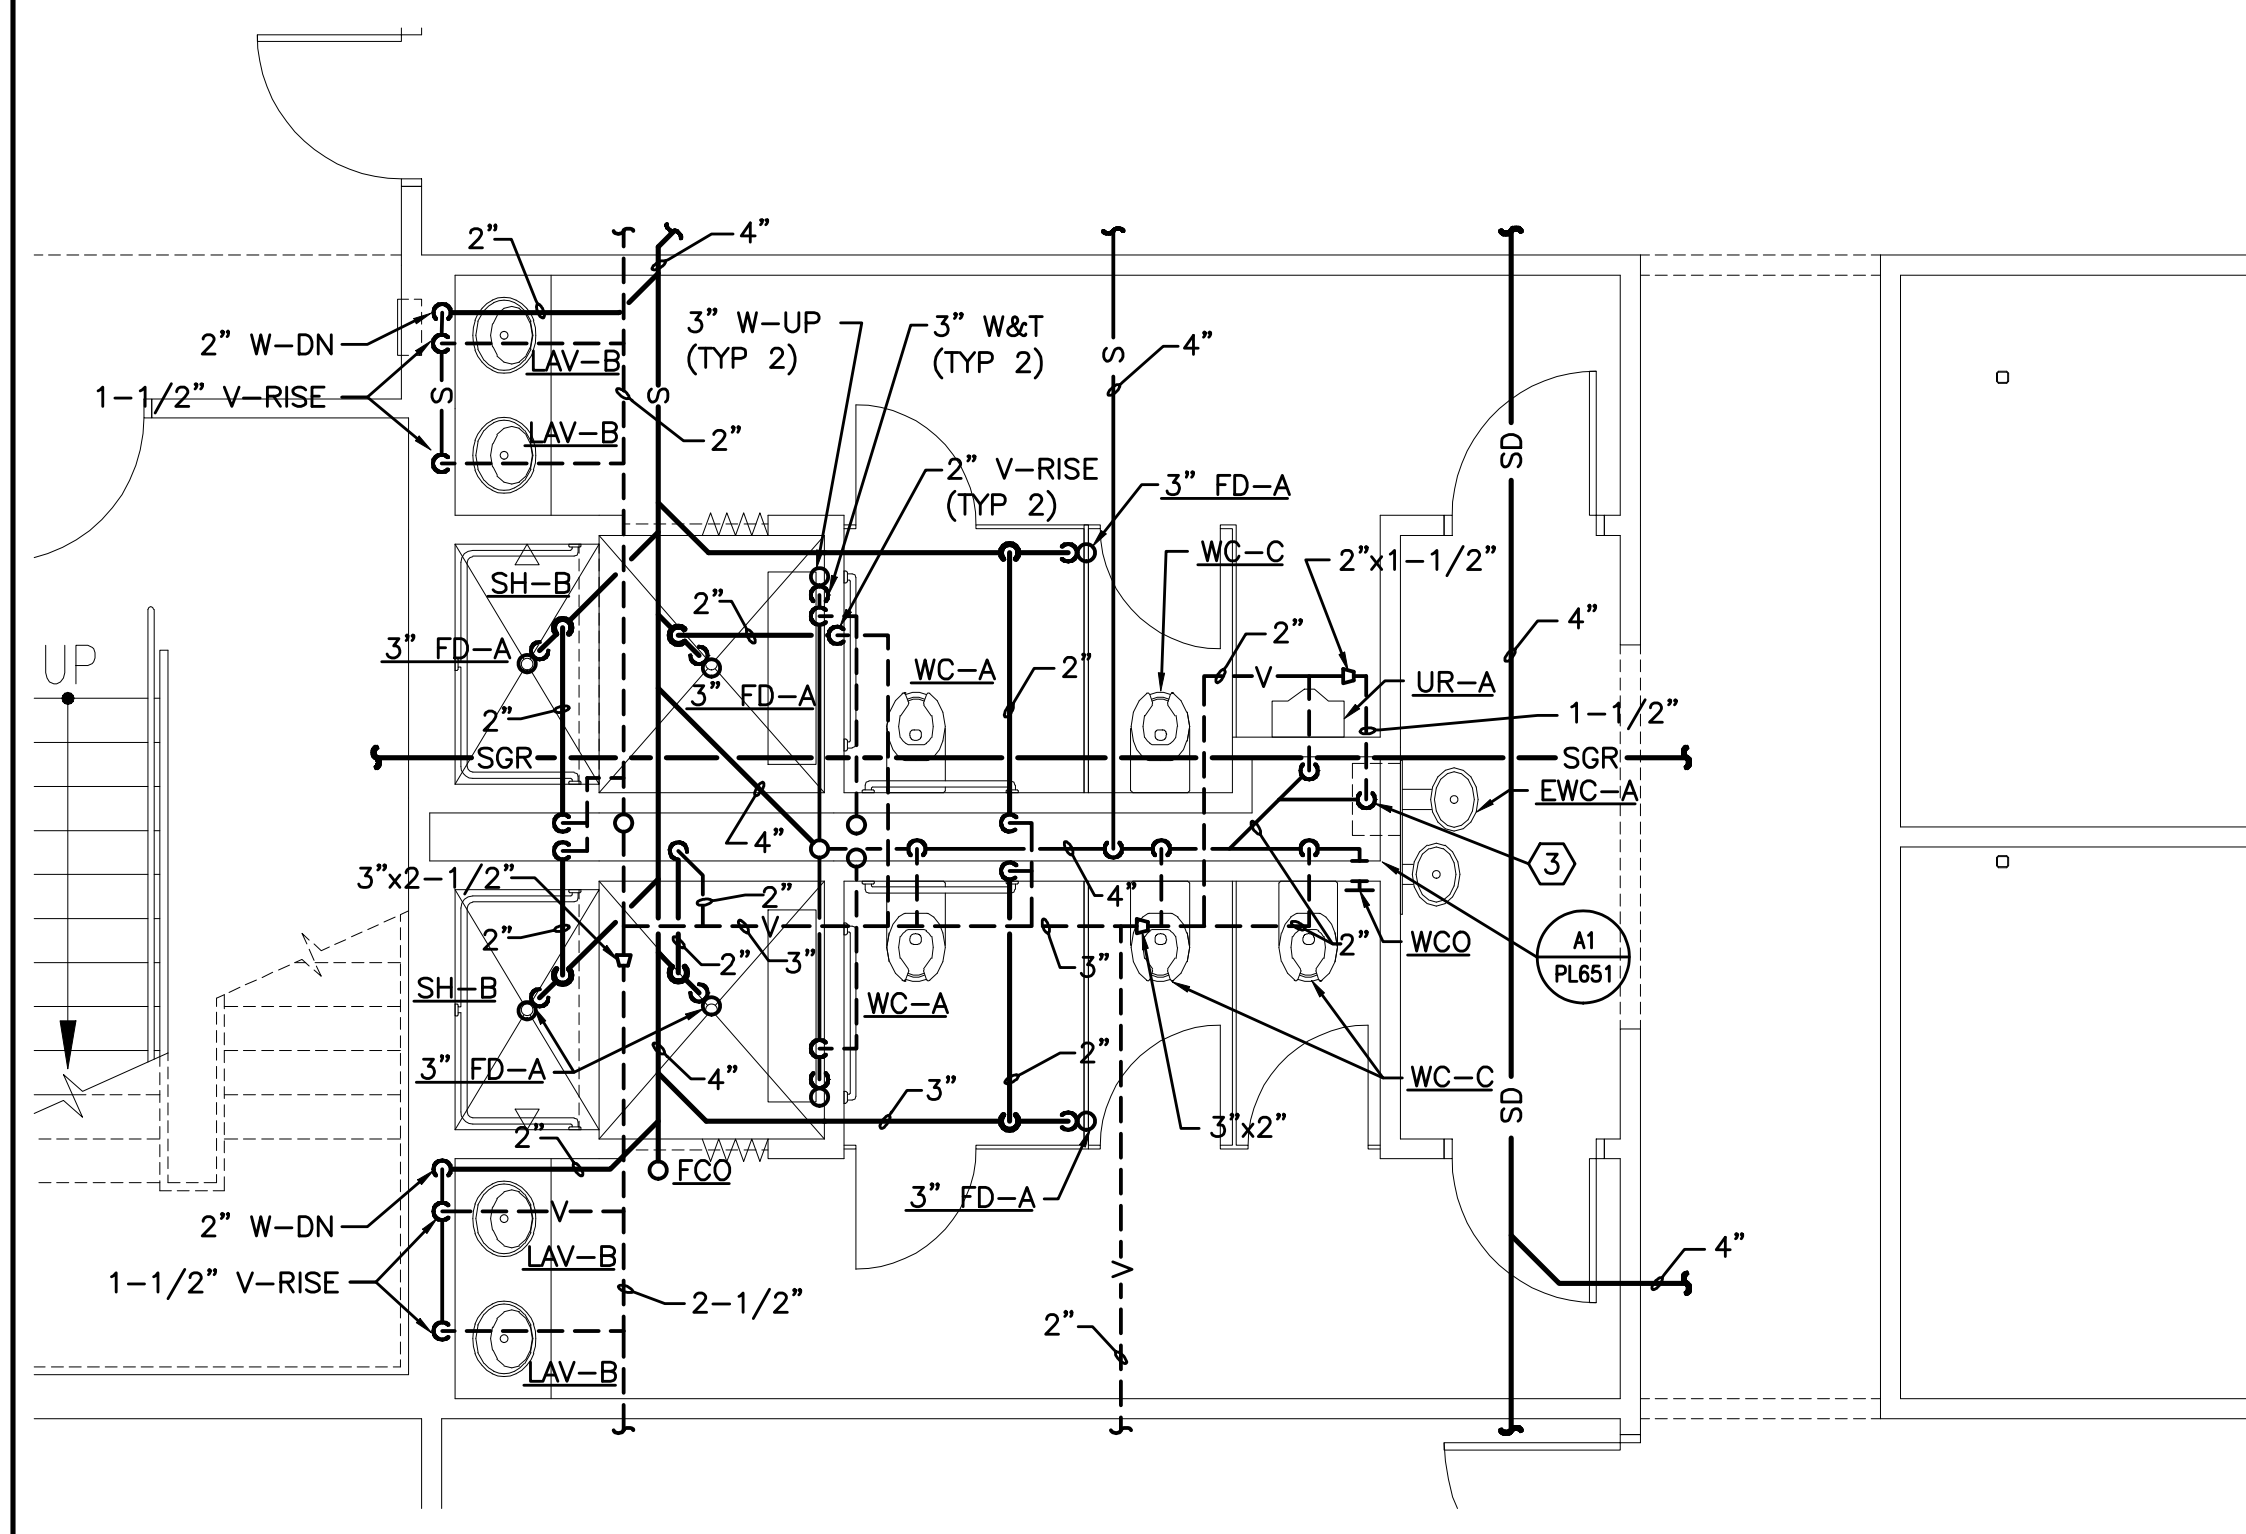 2" 4"
3" W-UP
(TYP 2)
3" W&T
(TYP 2)
S 4"
2" W-DN
LAV-B
1-1/2" V-RISE
S
S
LAV-B
2"
SD
2" V-RISE
(TYP 2)
3" FD-A
WC-C
2"x1-1/2"
SH-B
2"
4"
3" FD-A
2"
UP
WC-A
2"
V
UR-A
3" FD-A
2"
1-1/2"
SGR
SGR
EWC-A
4"
3
3"x2-1/2"
2"
4"
V
2"
2"
3"
3"
2"
WCO
A1
PL651
SH-B
WC-A
3" FD-A
4"
3"
2"
WC-C
SD
2"
3"x2"
FCO
3" FD-A
2" W-DN
V
LAV-B
1-1/2" V-RISE
2-1/2"
V
4"
2"
LAV-B